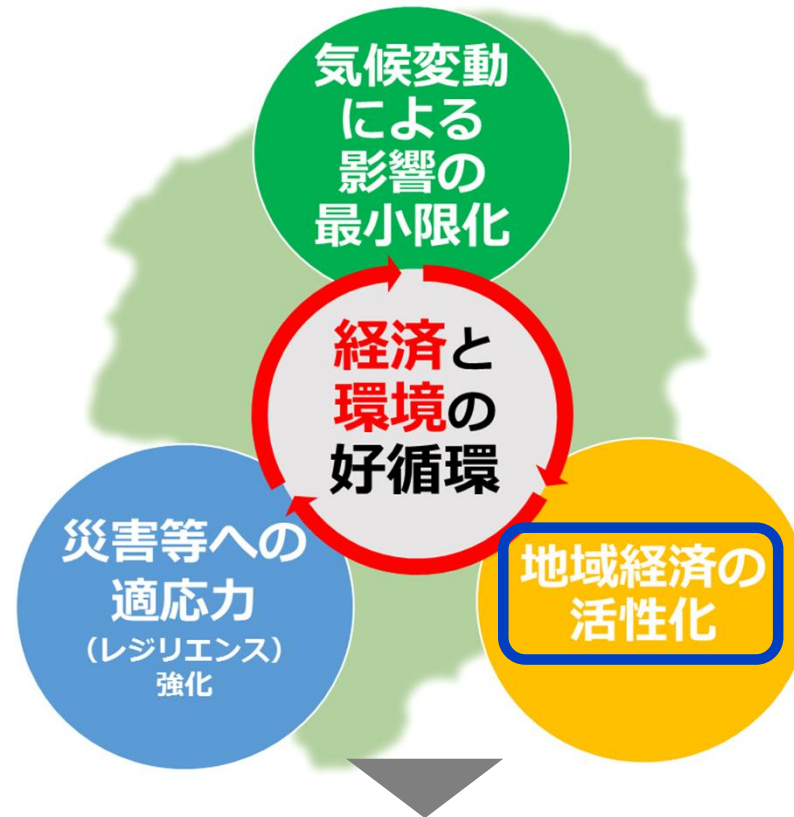 気候変動
による
影響の
最小限化
経済と
環境の
好循環
災害等への
適応力
（レジリエンス）
強化
地域経済の
活性化